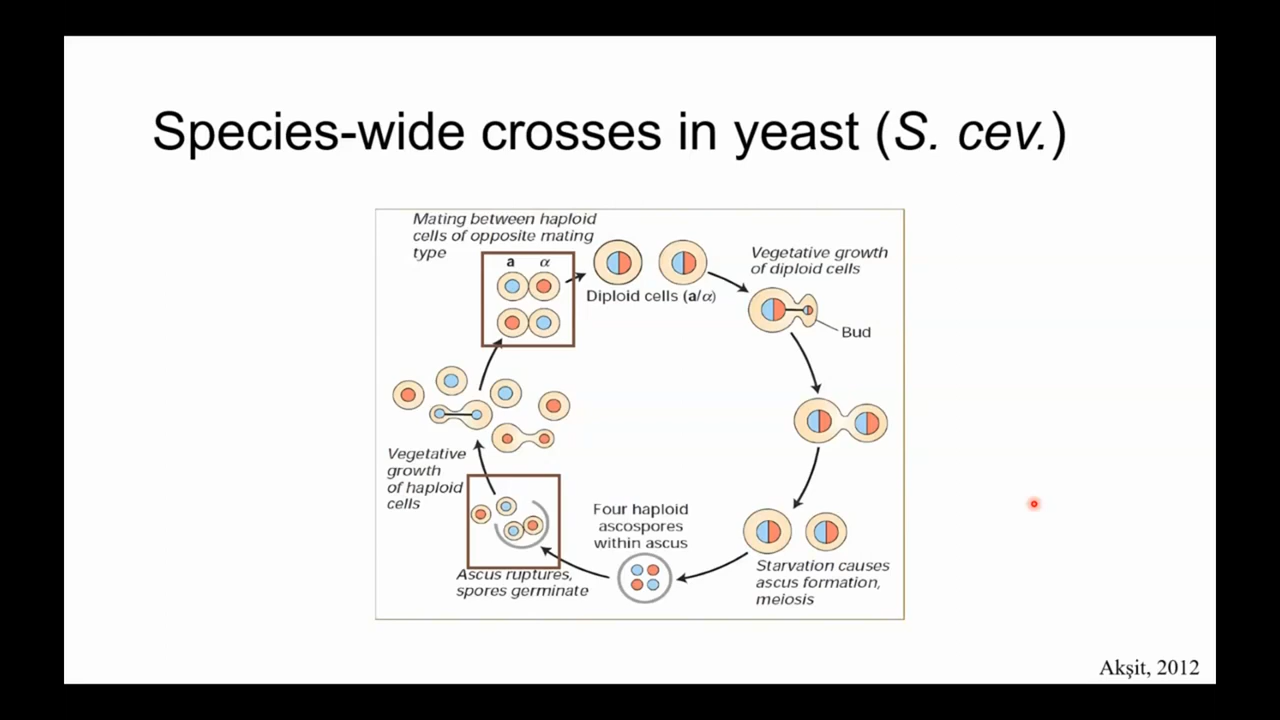 Species-wide crosses in yeast (S. cev.)
Mating between haploid
cells of opposite mating
type
a α
Diploid cells (a/α)
Vegetative growth
of diploid cells
Bud
Vegetative
growth
of haploid
cells
Four haploid
ascospores
within ascus
Starvation causes
ascus formation,
meiosis
Ascus ruptures,
spores germinate
Akşit, 2012